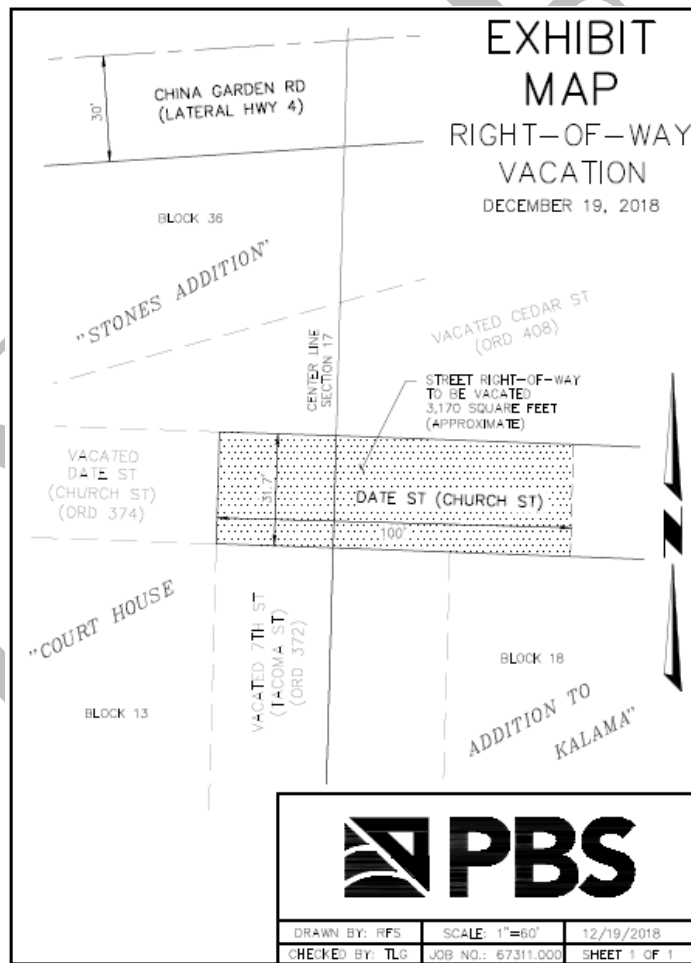 EXHIBIT
MAP
RIGHT-OF-WAY
VACATION
DECEMBER 19, 2018
CHINA GARDEN RD
(LATERAL HWY 4)
30'
BLOCK 36
"STONES ADDITION"
CENTER LINE
SECTION 17
VACATED CEDAR ST
(ORD 408)
STREET RIGHT-OF-WAY
TO BE VACATED
3,170 SQUARE FEET
(APPROXIMATE)
VACATED
DATE ST
(CHURCH ST)
(ORD 374)
31.7'
DATE ST (CHURCH ST)
100'
N
"COURT HOUSE
VACATED 7TH ST
(TACOMA ST)
(ORD 372)
BLOCK 18
BLOCK 13
ADDITION TO
KALAMA"
PBS
DRAWN BY: RFS
SCALE: 1"=60'
12/19/2018
CHECKED BY: TLG
JOB NO.: 67311.000
SHEET 1 OF 1